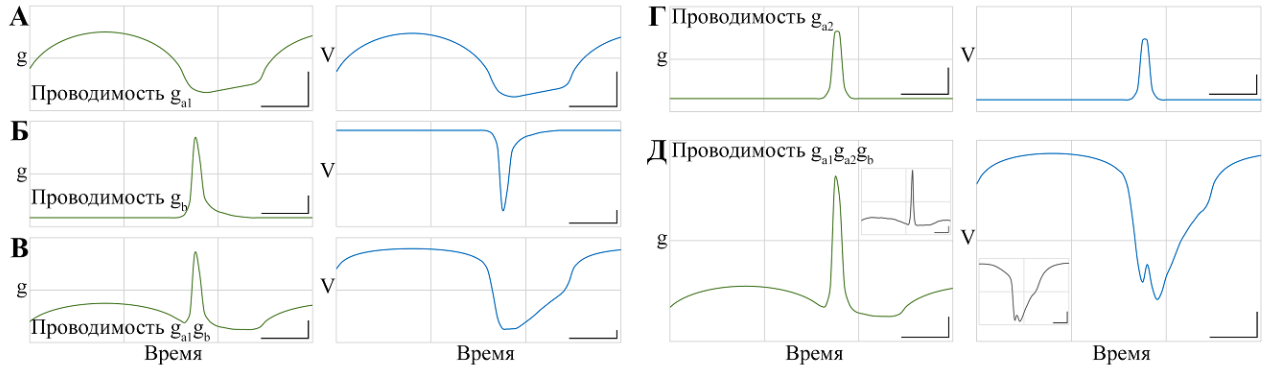 А
g
Проводимость ga1
V
Б
g
Проводимость gb
V
В
g
Проводимость ga1gb
V
Время
Время
Г
Проводимость ga2
g
V
Д
Проводимость ga1ga2gb
g
V
Время
Время